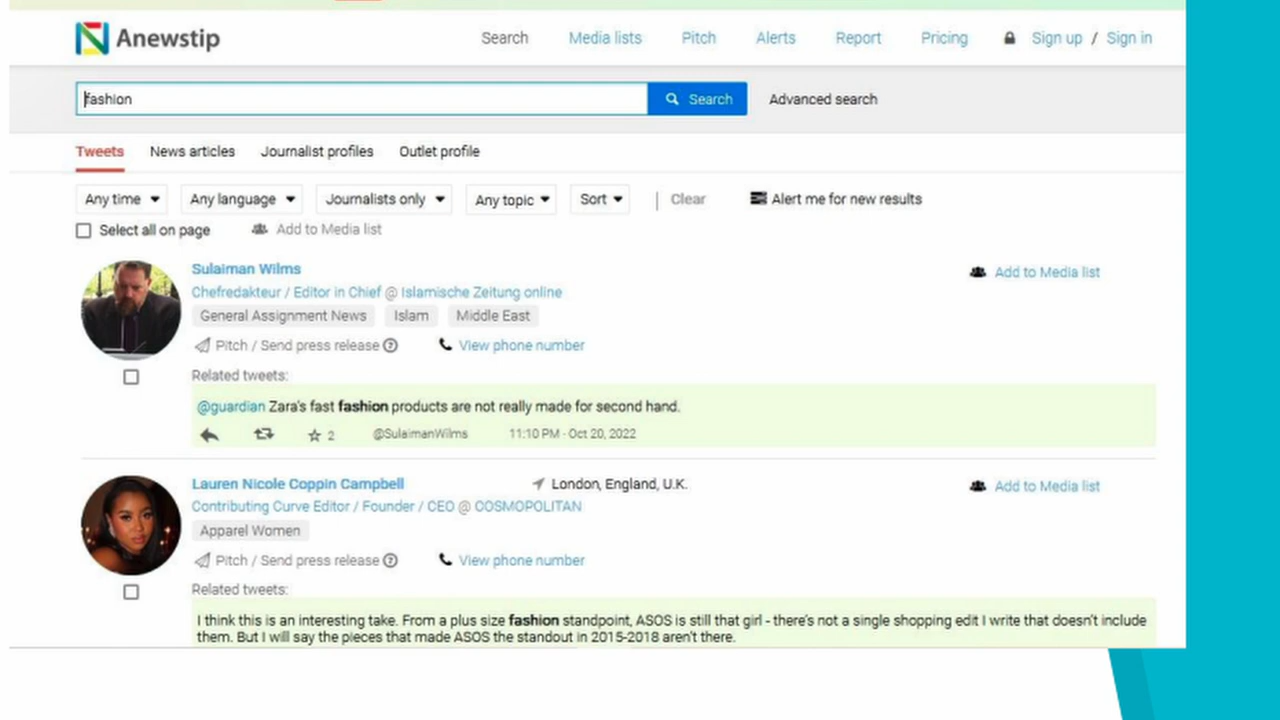 Anewstip
Search Media lists Pitch Alerts Report Pricing Sign up / Sign in
fashion Search Advanced search
Tweets News articles Journalist profiles Outlet profile
Any time Any language Journalists only Any topic Sort | Clear Alert me for new results
Select all on page Add to Media list
Sulaiman Wilms Add to Media list
Chefredakteur / Editor in Chief @ Islamische Zeitung online
General Assignment News Islam Middle East
Pitch / Send press release ? View phone number
Related tweets:
@guardian Zara's fast fashion products are not really made for second hand.
2 @SulaimanWilms 11:10 PM - Oct 20, 2022
Lauren Nicole Coppin Campbell London, England, U.K. Add to Media list
Contributing Curve Editor / Founder / CEO @ COSMOPOLITAN
Apparel Women
Pitch / Send press release ? View phone number
Related tweets:
I think this is an interesting take. From a plus size fashion standpoint, ASOS is still that girl - there's not a single shopping edit I write that doesn't include
them. But I will say the pieces that made ASOS the standout in 2015-2018 aren't there.